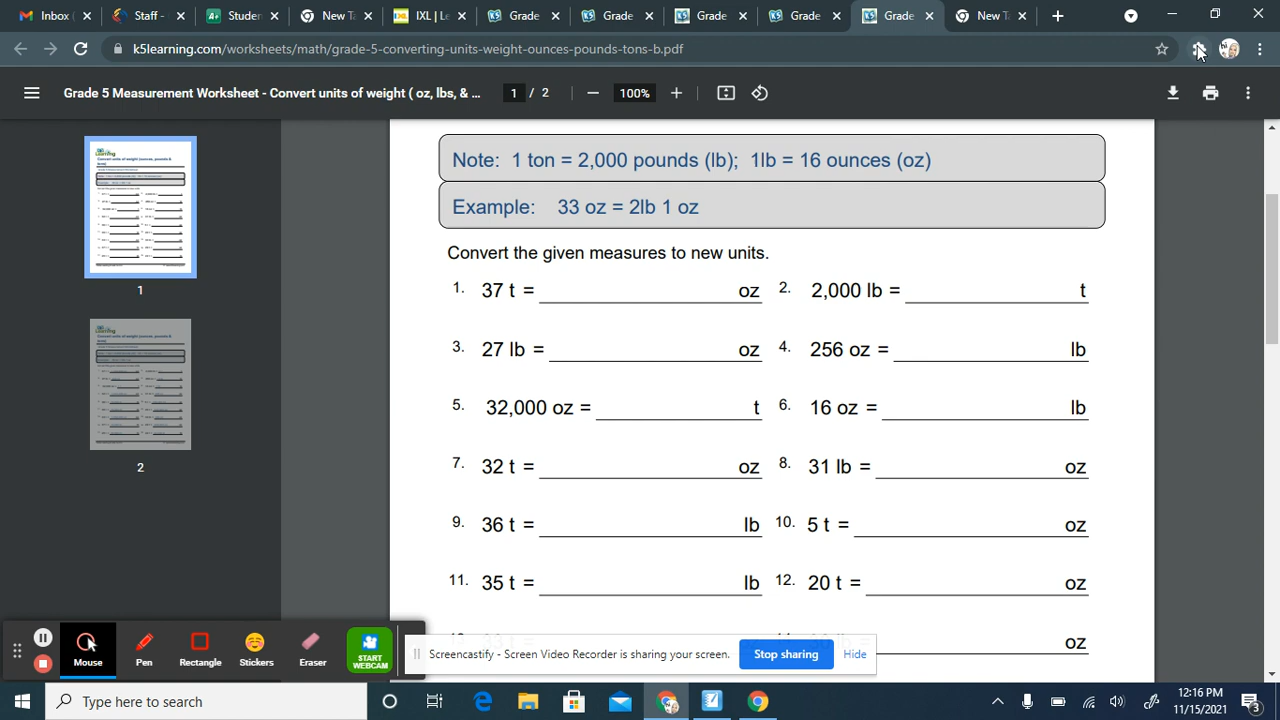 Inbox (
Staff -
Studen
New Ta
IXL | Le
Grade
Grade
Grade
Grade
Grade
New T
k5learning.com/worksheets/math/grade-5-converting-units-weight-ounces-pounds-tons-b.pdf
Grade 5 Measurement Worksheet - Convert units of weight ( oz, lbs, & ...
1 / 2
100%
Note: 1 ton = 2,000 pounds (lb); 1lb = 16 ounces (oz)
Example: 33 oz = 2lb 1 oz
Convert the given measures to new units.
1. 37 t = oz 2. 2,000 lb = t
3. 27 lb = oz 4. 256 oz = lb
5. 32,000 oz = t 6. 16 oz = lb
7. 32 t = oz 8. 31 lb = oz
9. 36 t = lb 10. 5 t = oz
11. 35 t = lb 12. 20 t = oz
oz
1
2
Mouse
Pen
Rectangle
Stickers
Eraser
START WEBCAM
Screencastify - Screen Video Recorder is sharing your screen.
Stop sharing
Hide
Type here to search
12:16 PM
11/15/2021
3